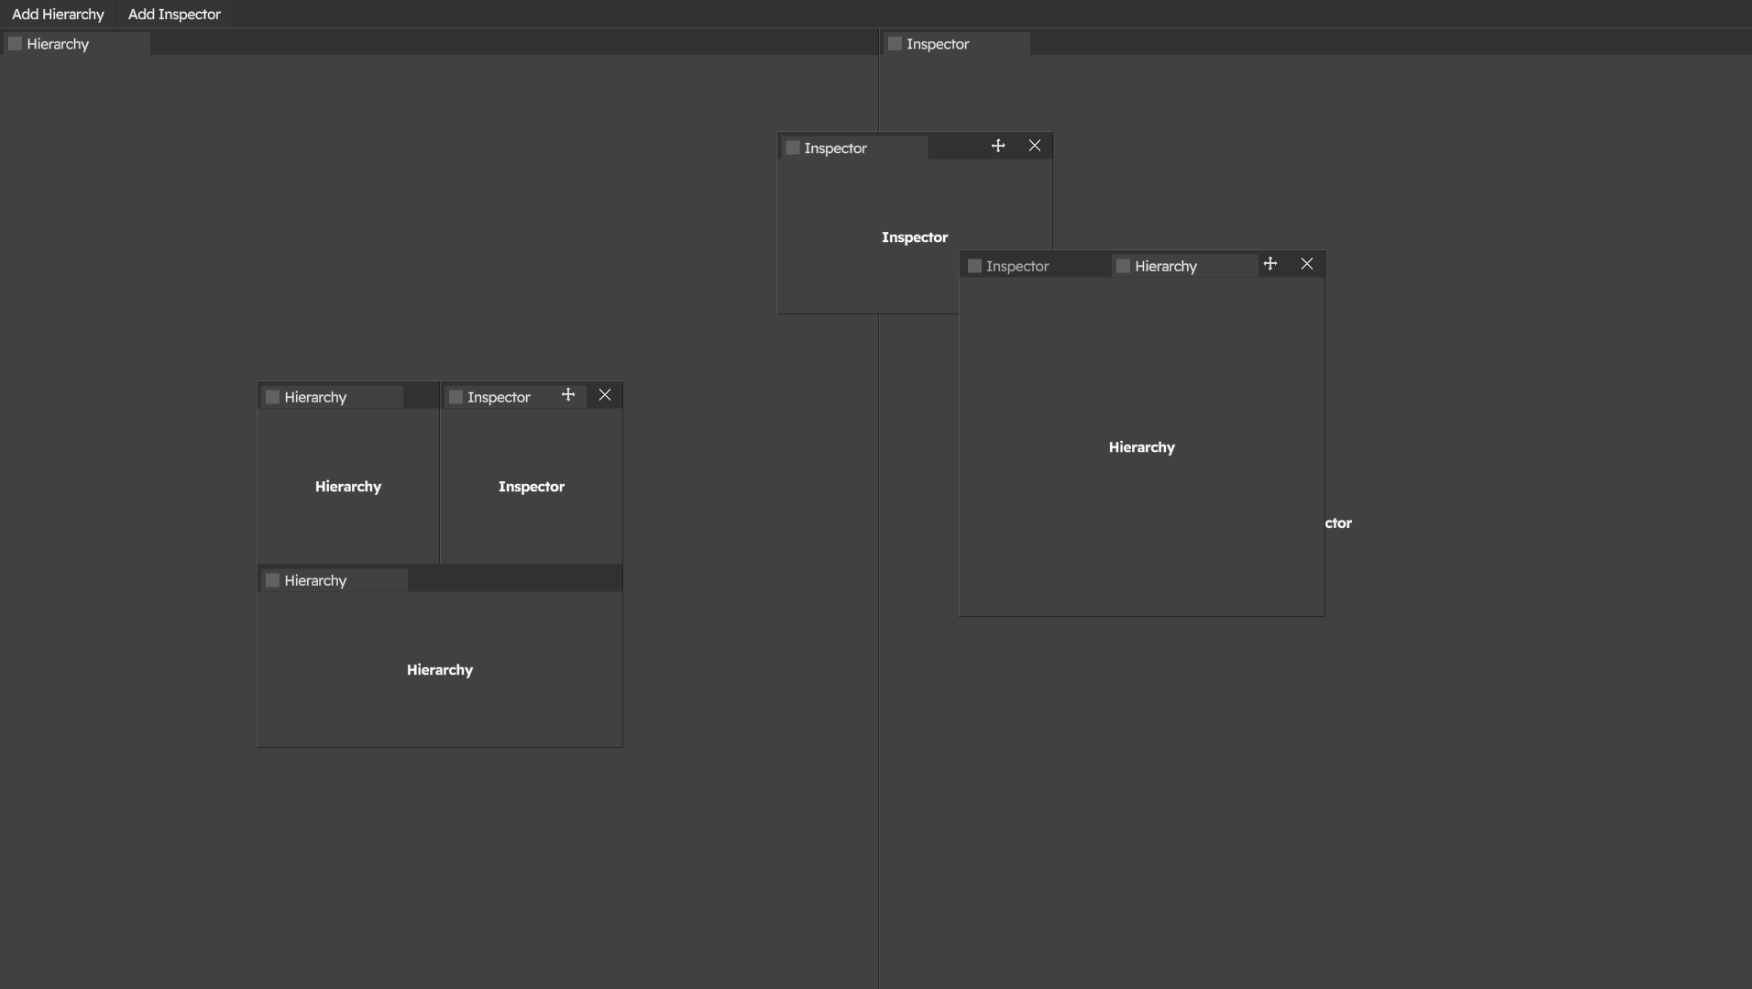 Add Hierarchy Add Inspector
Hierarchy
Inspector
Inspector
Inspector
Inspector Hierarchy
Hierarchy
ctor
Hierarchy Inspector
Hierarchy Inspector
Hierarchy
Hierarchy